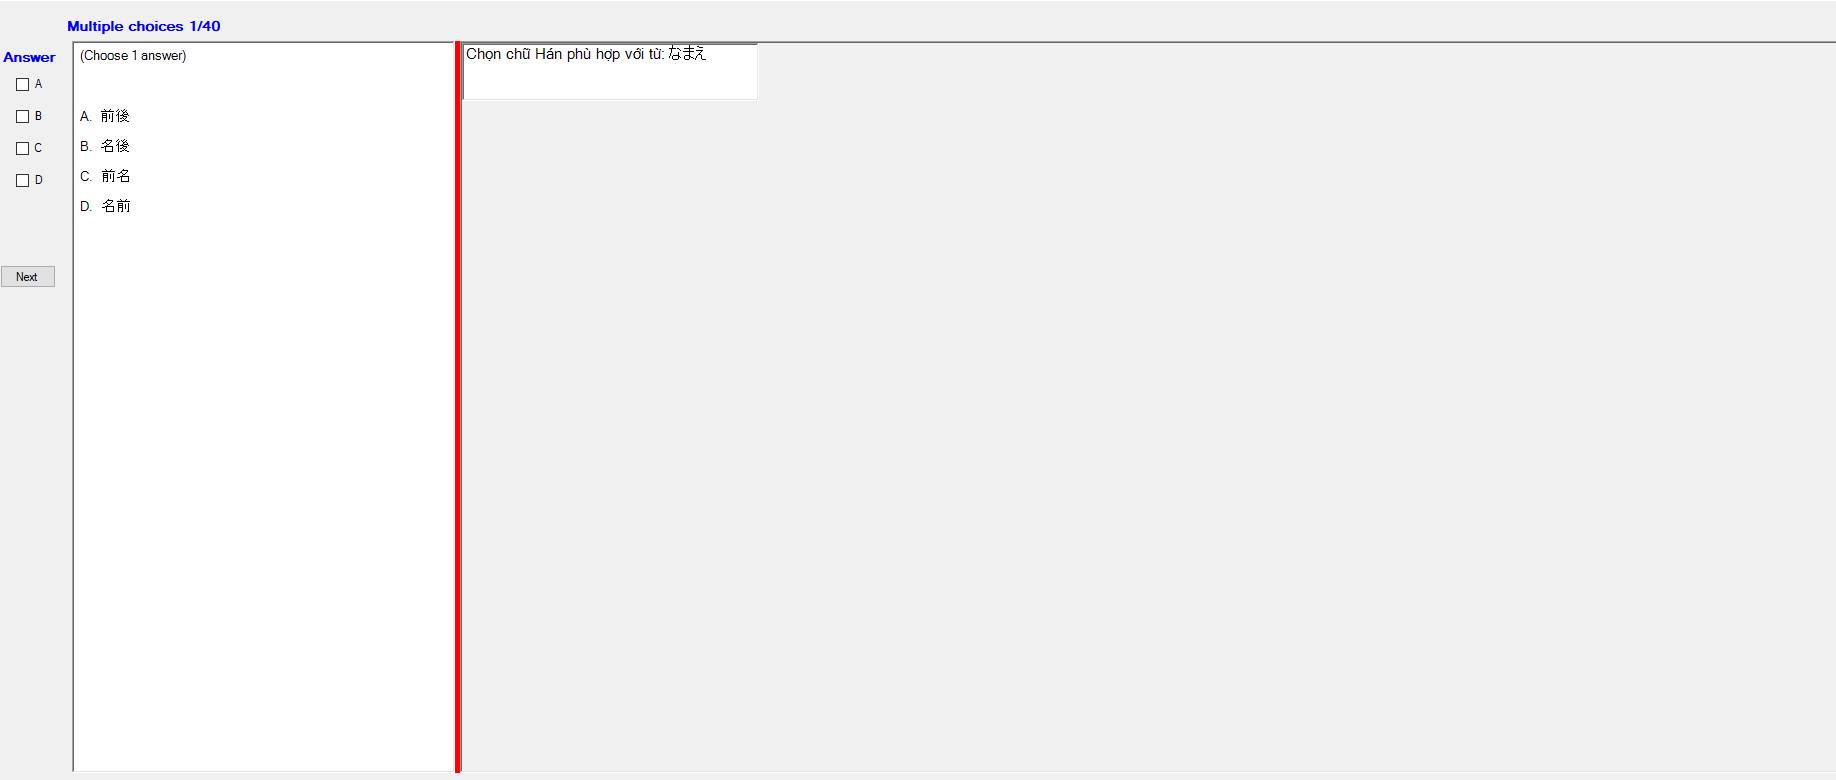 Multiple choices 1/40
Answer
A
B
C
D
Next
(Choose 1 answer)
A. 前後
B. 名後
C. 前名
D. 名前
Chọn chữ Hán phù hợp với từ: なまえ